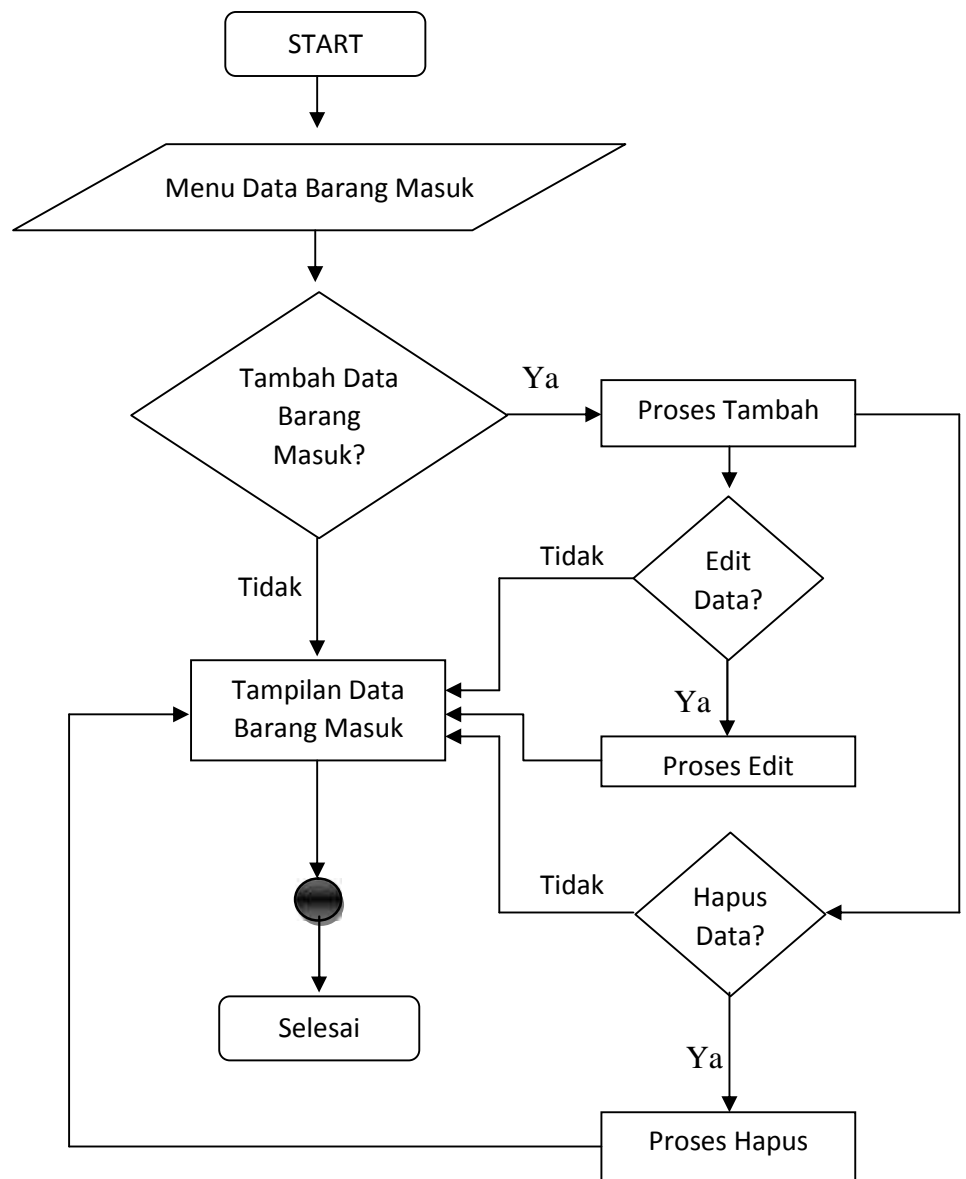 START
Menu Data Barang Masuk
Tambah Data
Barang
Masuk?
Ya
Proses Tambah
Tidak
Edit
Data?
Tidak
Ya
Tampilan Data
Barang Masuk
Proses Edit
Tidak
Hapus
Data?
Selesai
Ya
Proses Hapus